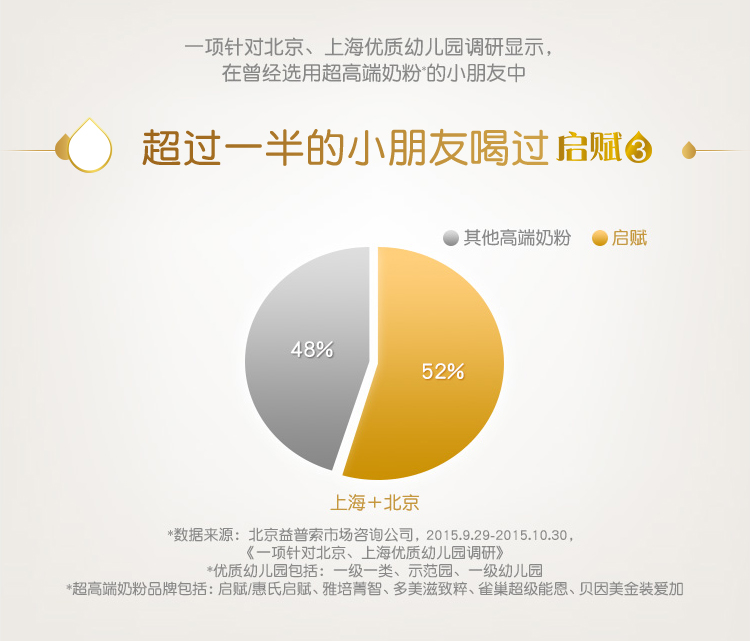 一项针对北京、上海优质幼儿园调研显示，
在曾经选用超高端奶粉*的小朋友中
超过一半的小朋友喝过 启赋3
其他高端奶粉 启赋
48%
52%
上海+北京
*数据来源：北京益普索市场咨询公司，2015.9.29-2015.10.30，
《一项针对北京、上海优质幼儿园调研》
*优质幼儿园包括：一级一类、示范园、一级幼儿园
*超高端奶粉品牌包括：启赋/惠氏启赋、雅培菁智、多美滋致粹、雀巢超级能恩、贝因美金装爱加